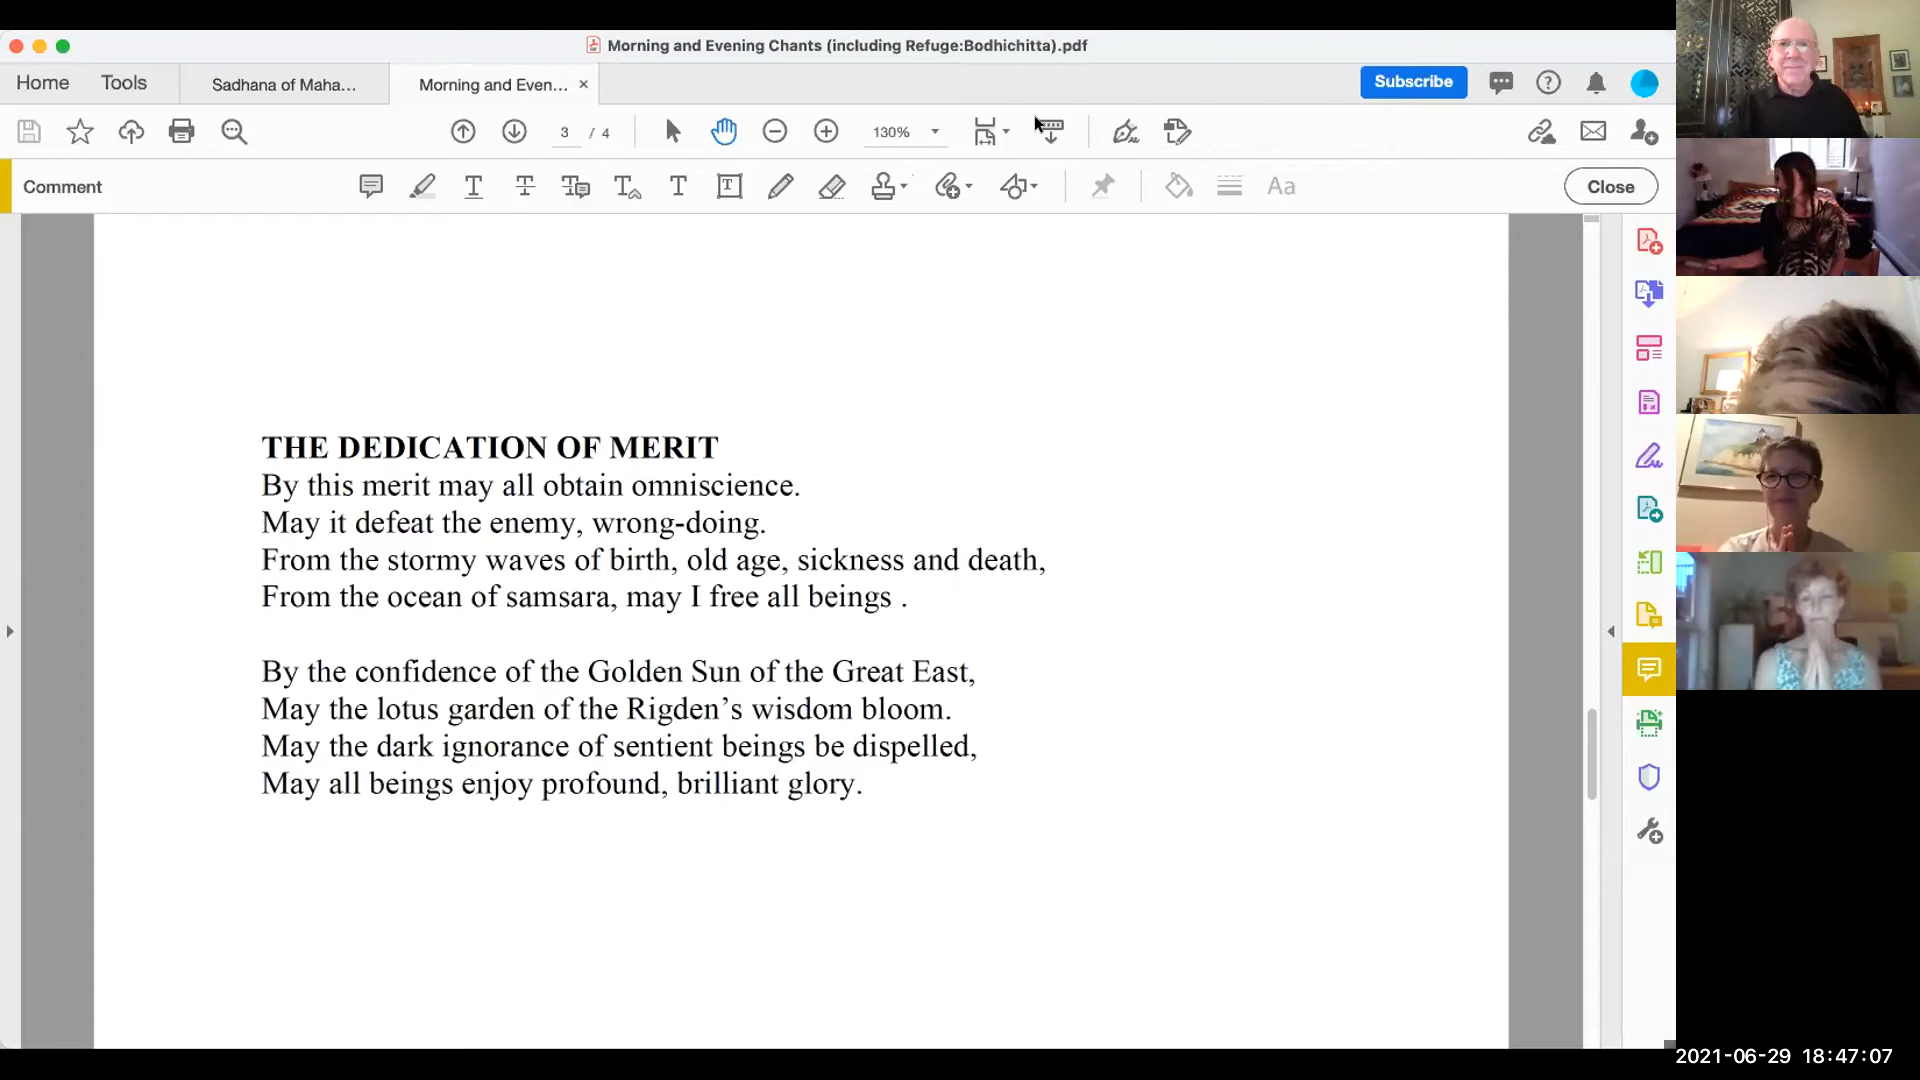 Morning and Evening Chants (including Refuge:Bodhichitta).pdf
Home
Tools
Sadhana of Maha...
Morning and Even...
Subscribe
3 / 4
130%
Comment
Aa
Close
THE DEDICATION OF MERIT
By this merit may all obtain omniscience.
May it defeat the enemy, wrong-doing.
From the stormy waves of birth, old age, sickness and death,
From the ocean of samsara, may I free all beings .
By the confidence of the Golden Sun of the Great East,
May the lotus garden of the Rigden’s wisdom bloom.
May the dark ignorance of sentient beings be dispelled,
May all beings enjoy profound, brilliant glory.
2021-06-29 18:47:07